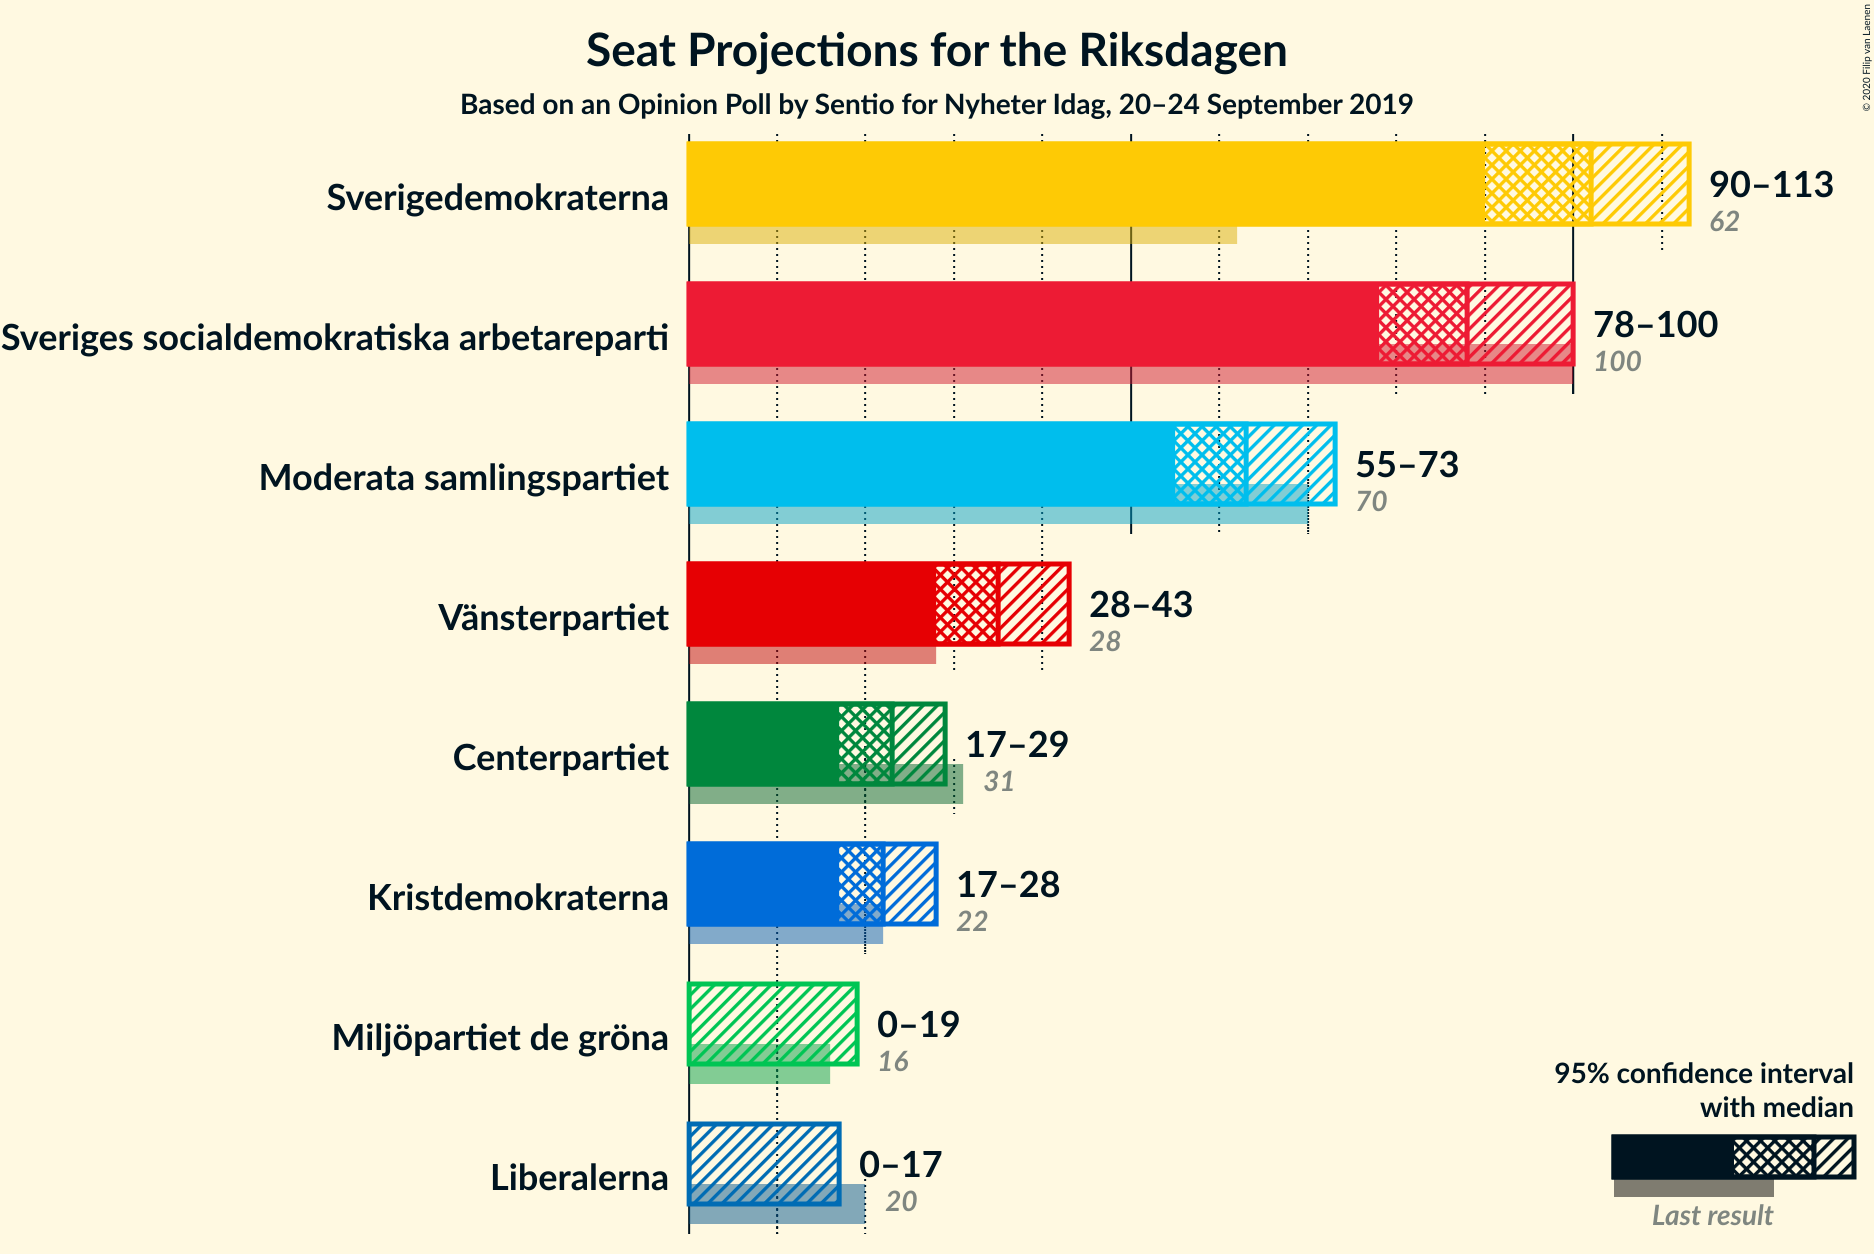 Seat Projections for the Riksdagen
Based on an Opinion Poll by Sentio for Nyheter Idag, 20–24 September 2019
© 2020 Filip van Laenen
Sverigedemokraterna
90–113
62
Sveriges socialdemokratiska arbetareparti
78–100
100
Moderata samlingspartiet
55–73
70
Vänsterpartiet
28–43
28
Centerpartiet
17–29
31
Kristdemokraterna
17–28
22
Miljöpartiet de gröna
0–19
16
Liberalerna
0–17
20
95% confidence interval
with median
Last result